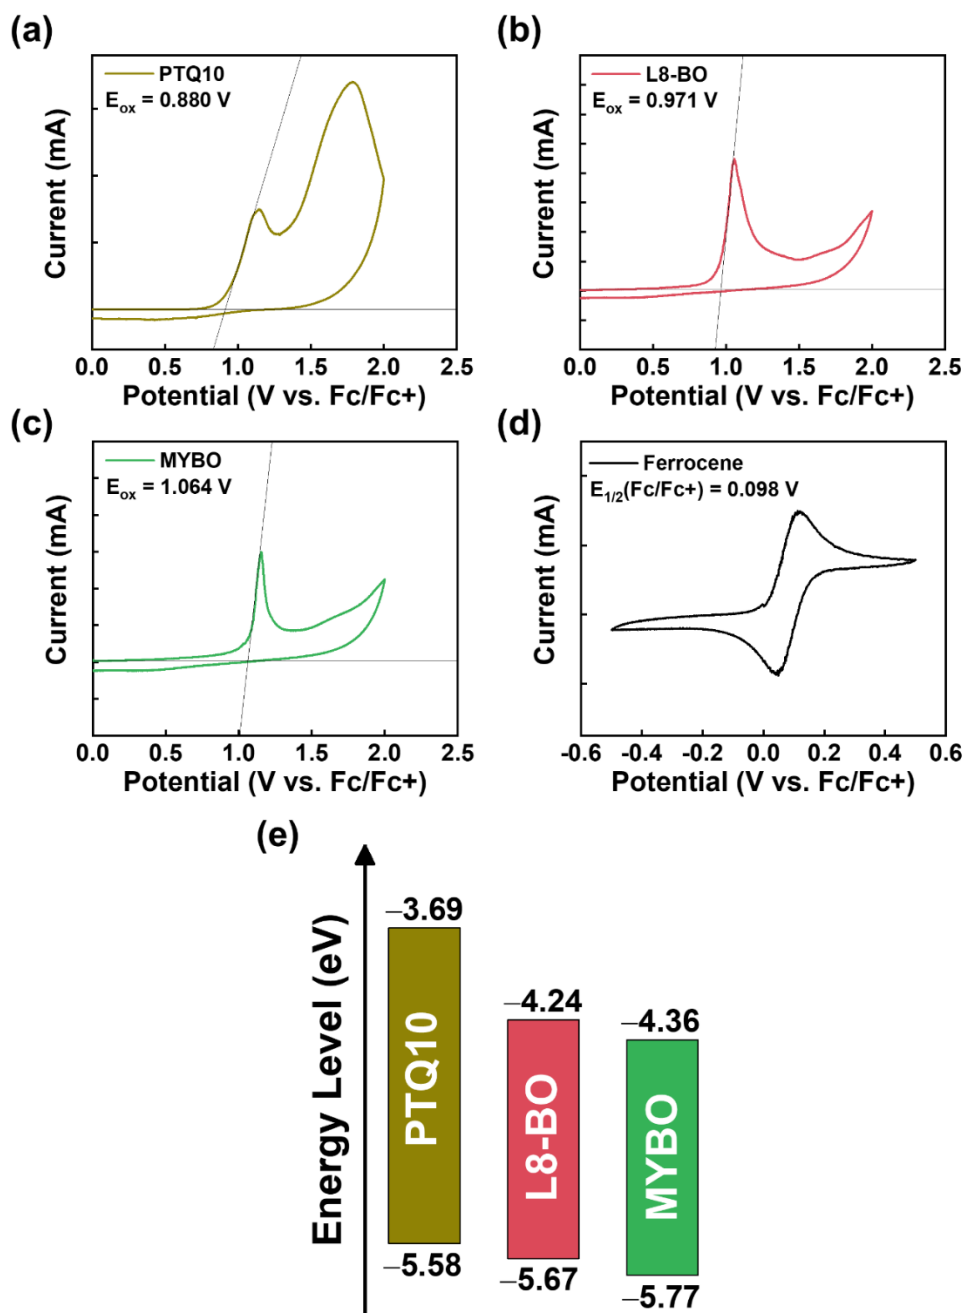 (a)
PTQ10
Eox = 0.880 V
Current (mA)
0.0 0.5 1.0 1.5 2.0 2.5
Potential (V vs. Fc/Fc+)
(b)
L8-BO
Eox = 0.971 V
Current (mA)
0.0 0.5 1.0 1.5 2.0 2.5
Potential (V vs. Fc/Fc+)
(c)
MYBO
Eox = 1.064 V
Current (mA)
0.0 0.5 1.0 1.5 2.0 2.5
Potential (V vs. Fc/Fc+)
(d)
Ferrocene
E1/2(Fc/Fc+) = 0.098 V
Current (mA)
-0.6 -0.4 -0.2 0.0 0.2 0.4 0.6
Potential (V vs. Fc/Fc+)
(e)
Energy Level (eV)
–3.69
PTQ10
–5.58
–4.24
L8-BO
–5.67
–4.36
MYBO
–5.77